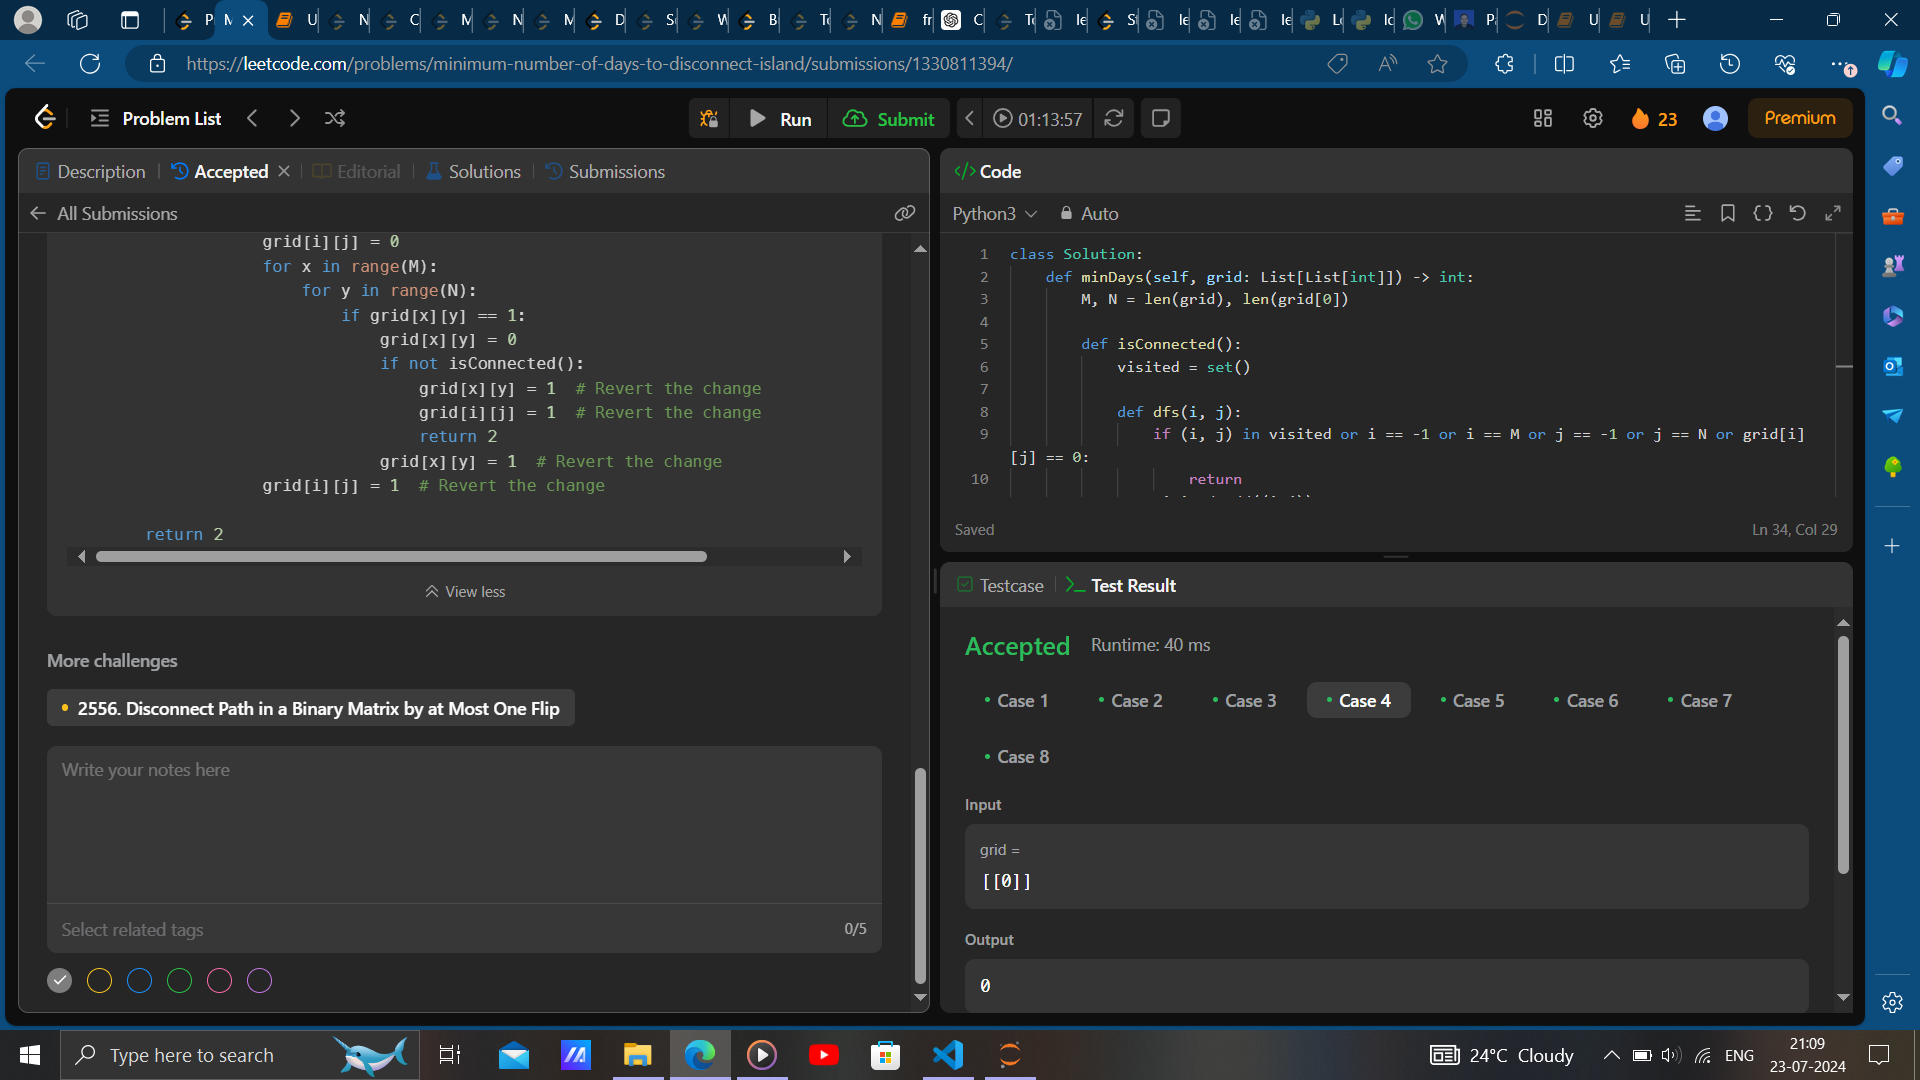 https://leetcode.com/problems/minimum-number-of-days-to-disconnect-island/submissions/1330811394/
Problem List
Run
Submit
01:13:57
23
Premium
Description
Accepted
Editorial
Solutions
Submissions
All Submissions
grid[i][j] = 0
for x in range(M):
for y in range(N):
if grid[x][y] == 1:
grid[x][y] = 0
if not isConnected():
grid[x][y] = 1  # Revert the change
grid[i][j] = 1  # Revert the change
return 2
grid[x][y] = 1  # Revert the change
grid[i][j] = 1  # Revert the change
return 2
View less
More challenges
2556. Disconnect Path in a Binary Matrix by at Most One Flip
Write your notes here
Select related tags
0/5
</> Code
Python3
Auto
1 class Solution:
2 def minDays(self, grid: List[List[int]]) -> int:
3 M, N = len(grid), len(grid[0])
4
5 def isConnected():
6 visited = set()
7
8 def dfs(i, j):
9 if (i, j) in visited or i == -1 or i == M or j == -1 or j == N or grid[i]
[j] == 0:
10 return
Saved
Ln 34, Col 29
Testcase
Test Result
Accepted Runtime: 40 ms
Case 1
Case 2
Case 3
Case 4
Case 5
Case 6
Case 7
Case 8
Input
grid =
[[0]]
Output
0
Type here to search
24°C Cloudy
ENG
21:09
23-07-2024